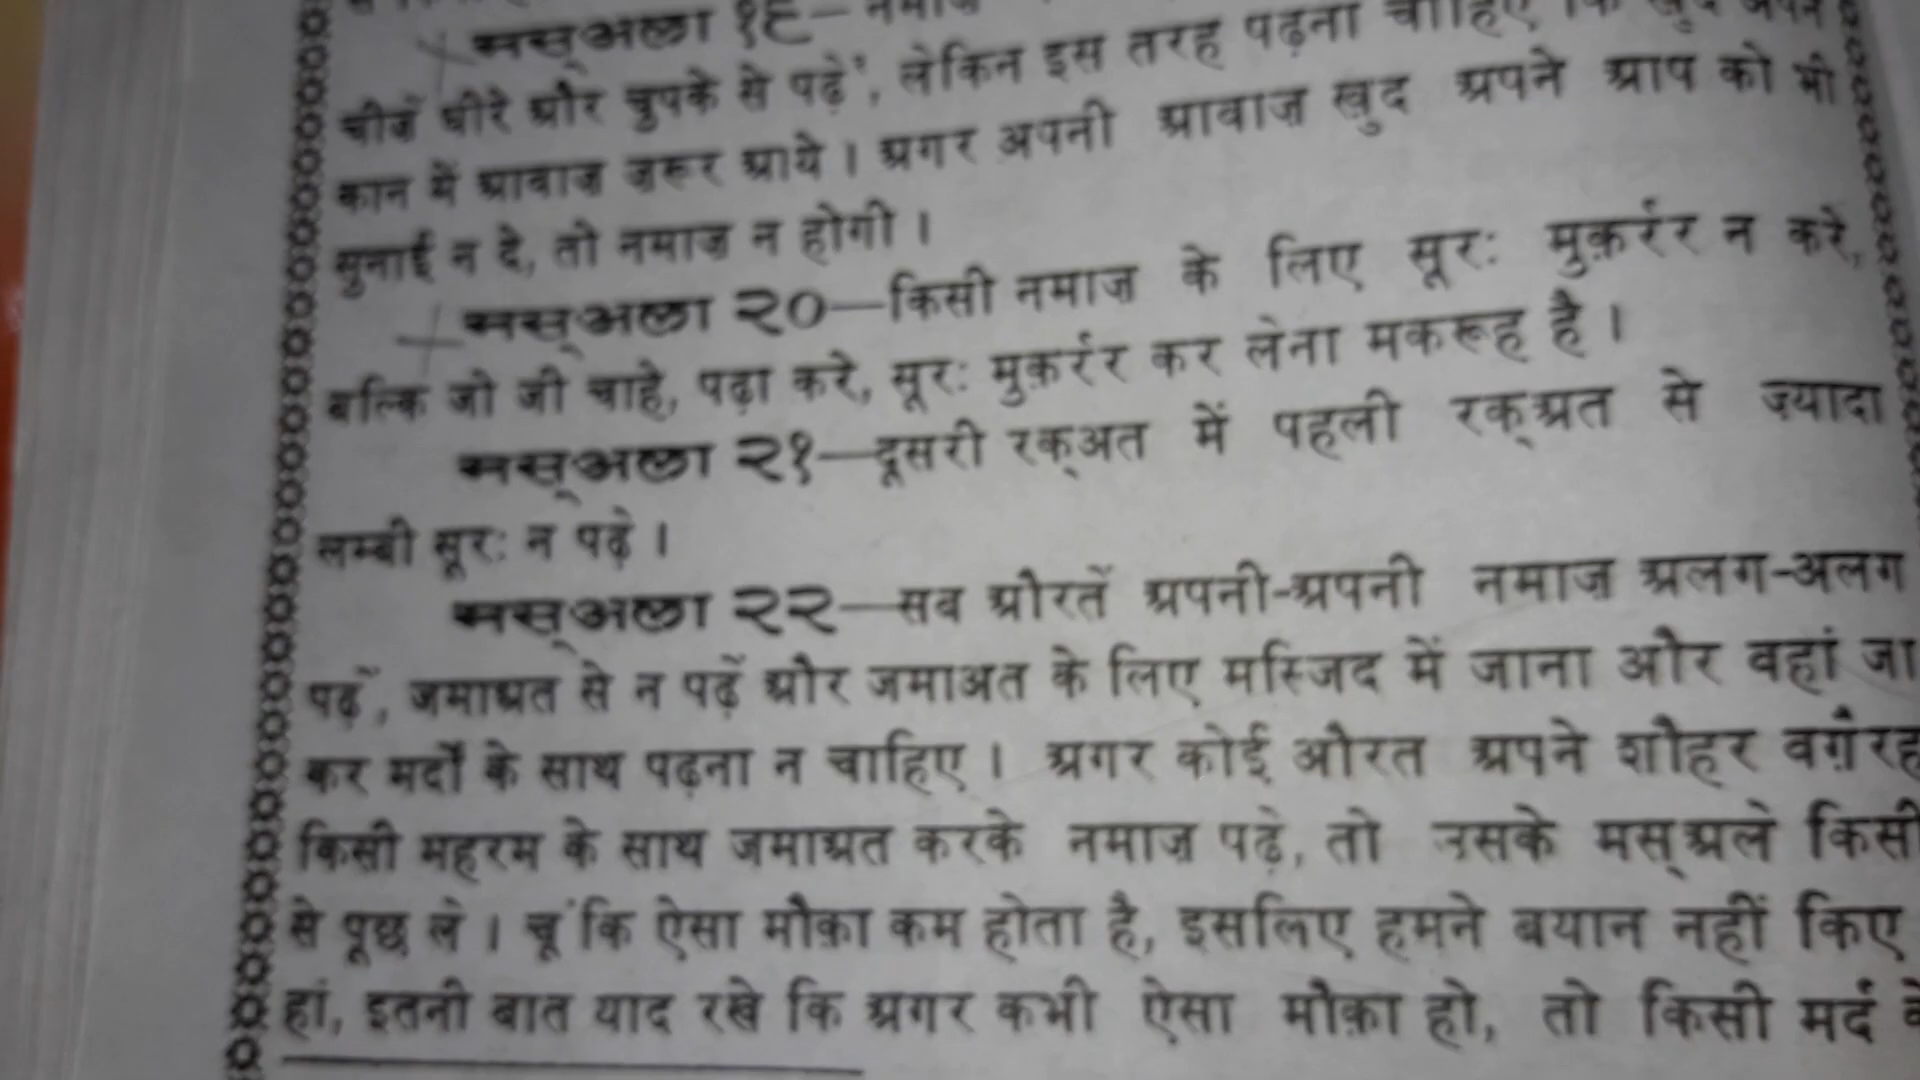 मस्अला १९—नमाज़
चीजें धीरे और चुपके से पढ़ें, लेकिन इस तरह पढ़ना चाहिए कि खुद अपने
कान में आवाज़ ज़रूर आये । अगर अपनी आवाज़ खुद अपने आप को भी
सुनाई न दे, तो नमाज़ न होगी ।
मस्अला २०—किसी नमाज़ के लिए सूरः मुक़र्रर न करे,
बल्कि जो जी चाहे, पढ़ा करे, सूरः मुक़र्रर कर लेना मकरूह है ।
मस्अला २१—दूसरी रक्अत में पहली रक्अत से ज़्यादा
लम्बी सूरः न पढ़े ।
मस्अला २२—सब औरतें अपनी-अपनी नमाज़ अलग-अलग
पढ़ें, जमाअत से न पढ़ें और जमाअत के लिए मस्जिद में जाना और वहां जा
कर मर्दों के साथ पढ़ना न चाहिए । अगर कोई औरत अपने शौहर वग़ैरह
किसी महरम के साथ जमाअत करके नमाज़ पढ़े, तो उसके मस्अले किसी
से पूछ ले । चूंकि ऐसा मौक़ा कम होता है, इसलिए हमने बयान नहीं किए
हां, इतनी बात याद रखे कि अगर कभी ऐसा मौक़ा हो, तो किसी मर्द के